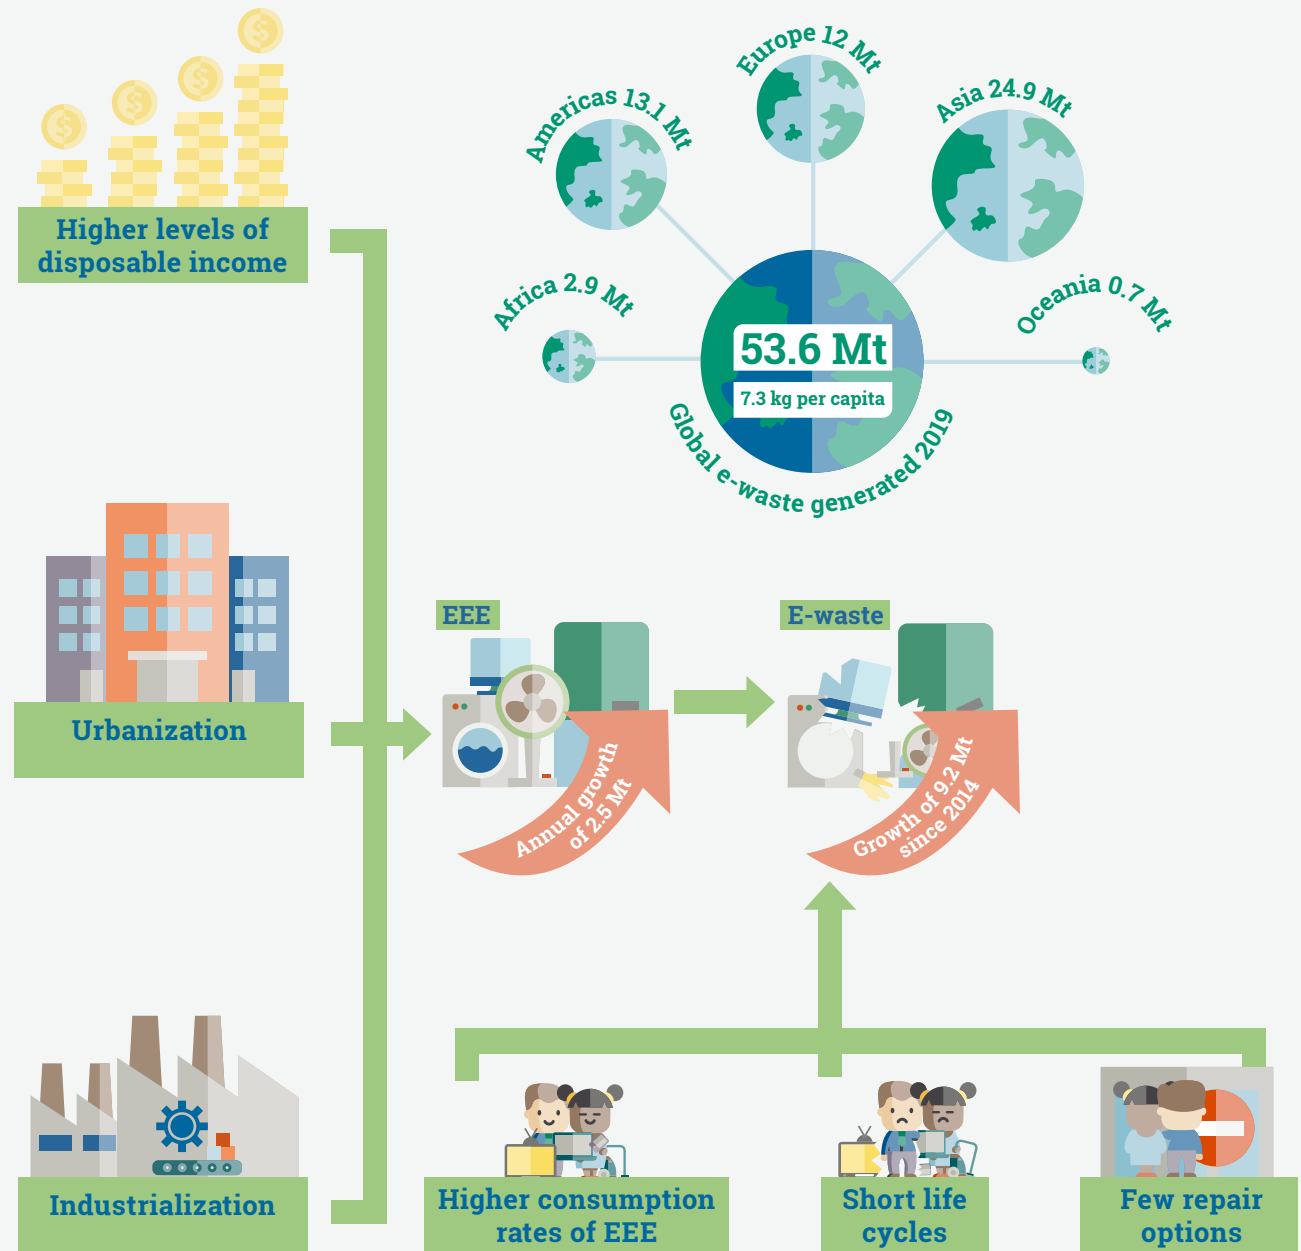 Higher levels of
disposable income
Americas 13.1 Mt
Europe 12 Mt
Asia 24.9 Mt
Africa 2.9 Mt
Oceania 0.7 Mt
53.6 Mt
7.3 kg per capita
Global e-waste generated 2019
Urbanization
EEE
Annual growth
of 2.5 Mt
E-waste
Growth of 9.2 Mt
since 2014
Industrialization
Higher consumption
rates of EEE
Short life
cycles
Few repair
options